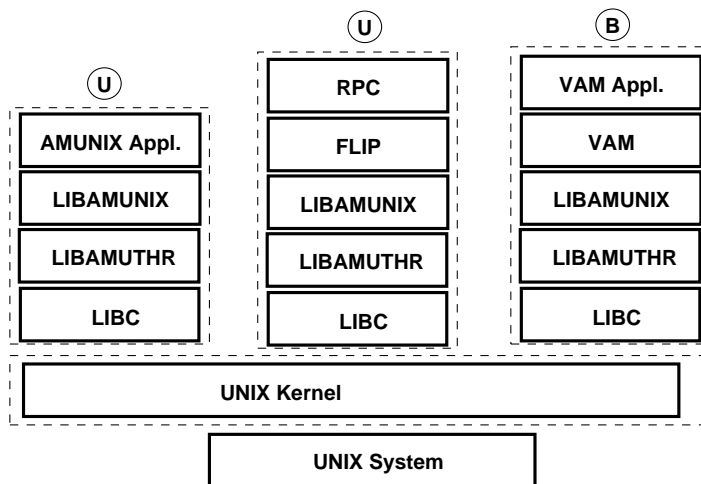 U
AMUNIX Appl.
LIBAMUNIX
LIBAMUTHR
LIBC
U
RPC
FLIP
LIBAMUNIX
LIBAMUTHR
LIBC
B
VAM Appl.
VAM
LIBAMUNIX
LIBAMUTHR
LIBC
UNIX Kernel
UNIX System